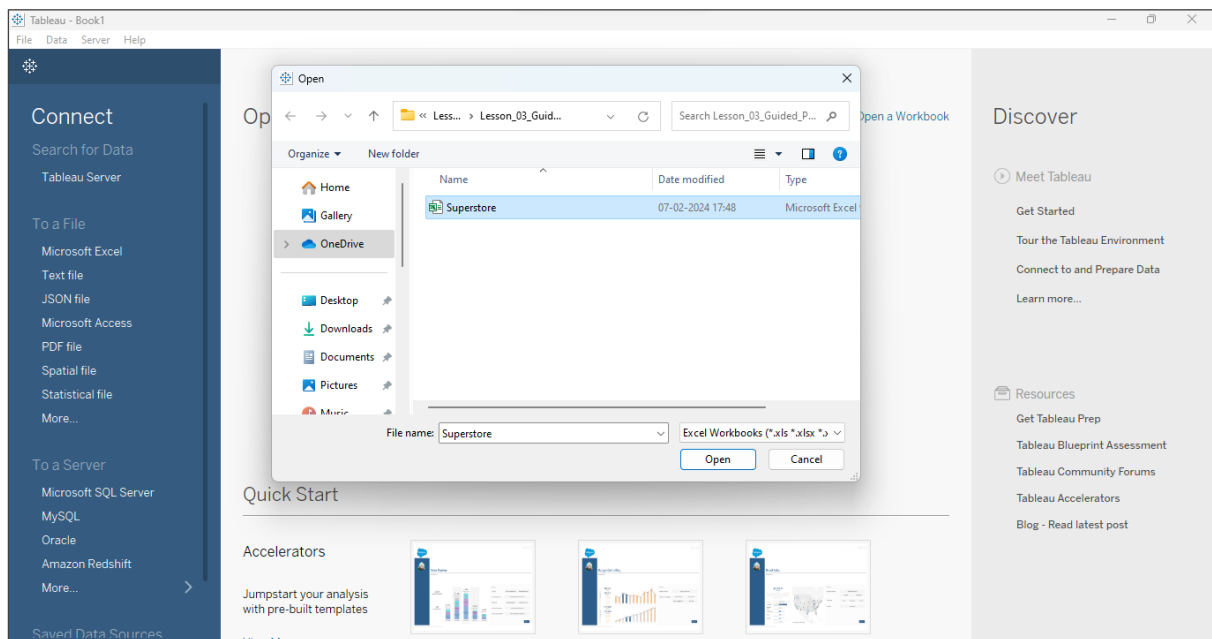 Tableau - Book1
File Data Server Help
Connect
Search for Data
Tableau Server
To a File
Microsoft Excel
Text file
JSON file
Microsoft Access
PDF file
Spatial file
Statistical file
More...
To a Server
Microsoft SQL Server
MySQL
Oracle
Amazon Redshift
More...
Saved Data Sources
Op
Open a Workbook
Open
« Less... › Lesson_03_Guid...
Search Lesson_03_Guided_P...
Organize
New folder
Home
Gallery
OneDrive
Desktop
Downloads
Documents
Pictures
Music
Name Date modified Type
Superstore 07-02-2024 17:48 Microsoft Excel
File name: Superstore
Excel Workbooks (*.xls *.xlsx *.x
Open Cancel
Quick Start
Accelerators
Jumpstart your analysis
with pre-built templates
Discover
Meet Tableau
Get Started
Tour the Tableau Environment
Connect to and Prepare Data
Learn more...
Resources
Get Tableau Prep
Tableau Blueprint Assessment
Tableau Community Forums
Tableau Accelerators
Blog - Read latest post